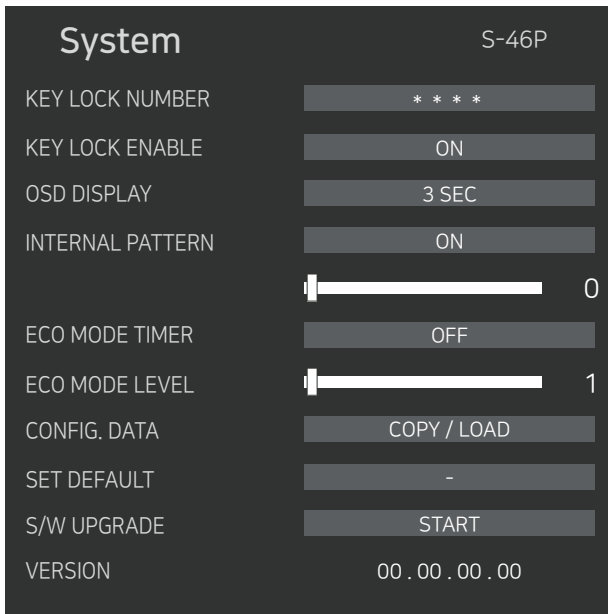 System S-46P
KEY LOCK NUMBER * * * *
KEY LOCK ENABLE ON
OSD DISPLAY 3 SEC
INTERNAL PATTERN ON
0
ECO MODE TIMER OFF
ECO MODE LEVEL 1
CONFIG. DATA COPY / LOAD
SET DEFAULT -
S/W UPGRADE START
VERSION 00 . 00 . 00 . 00